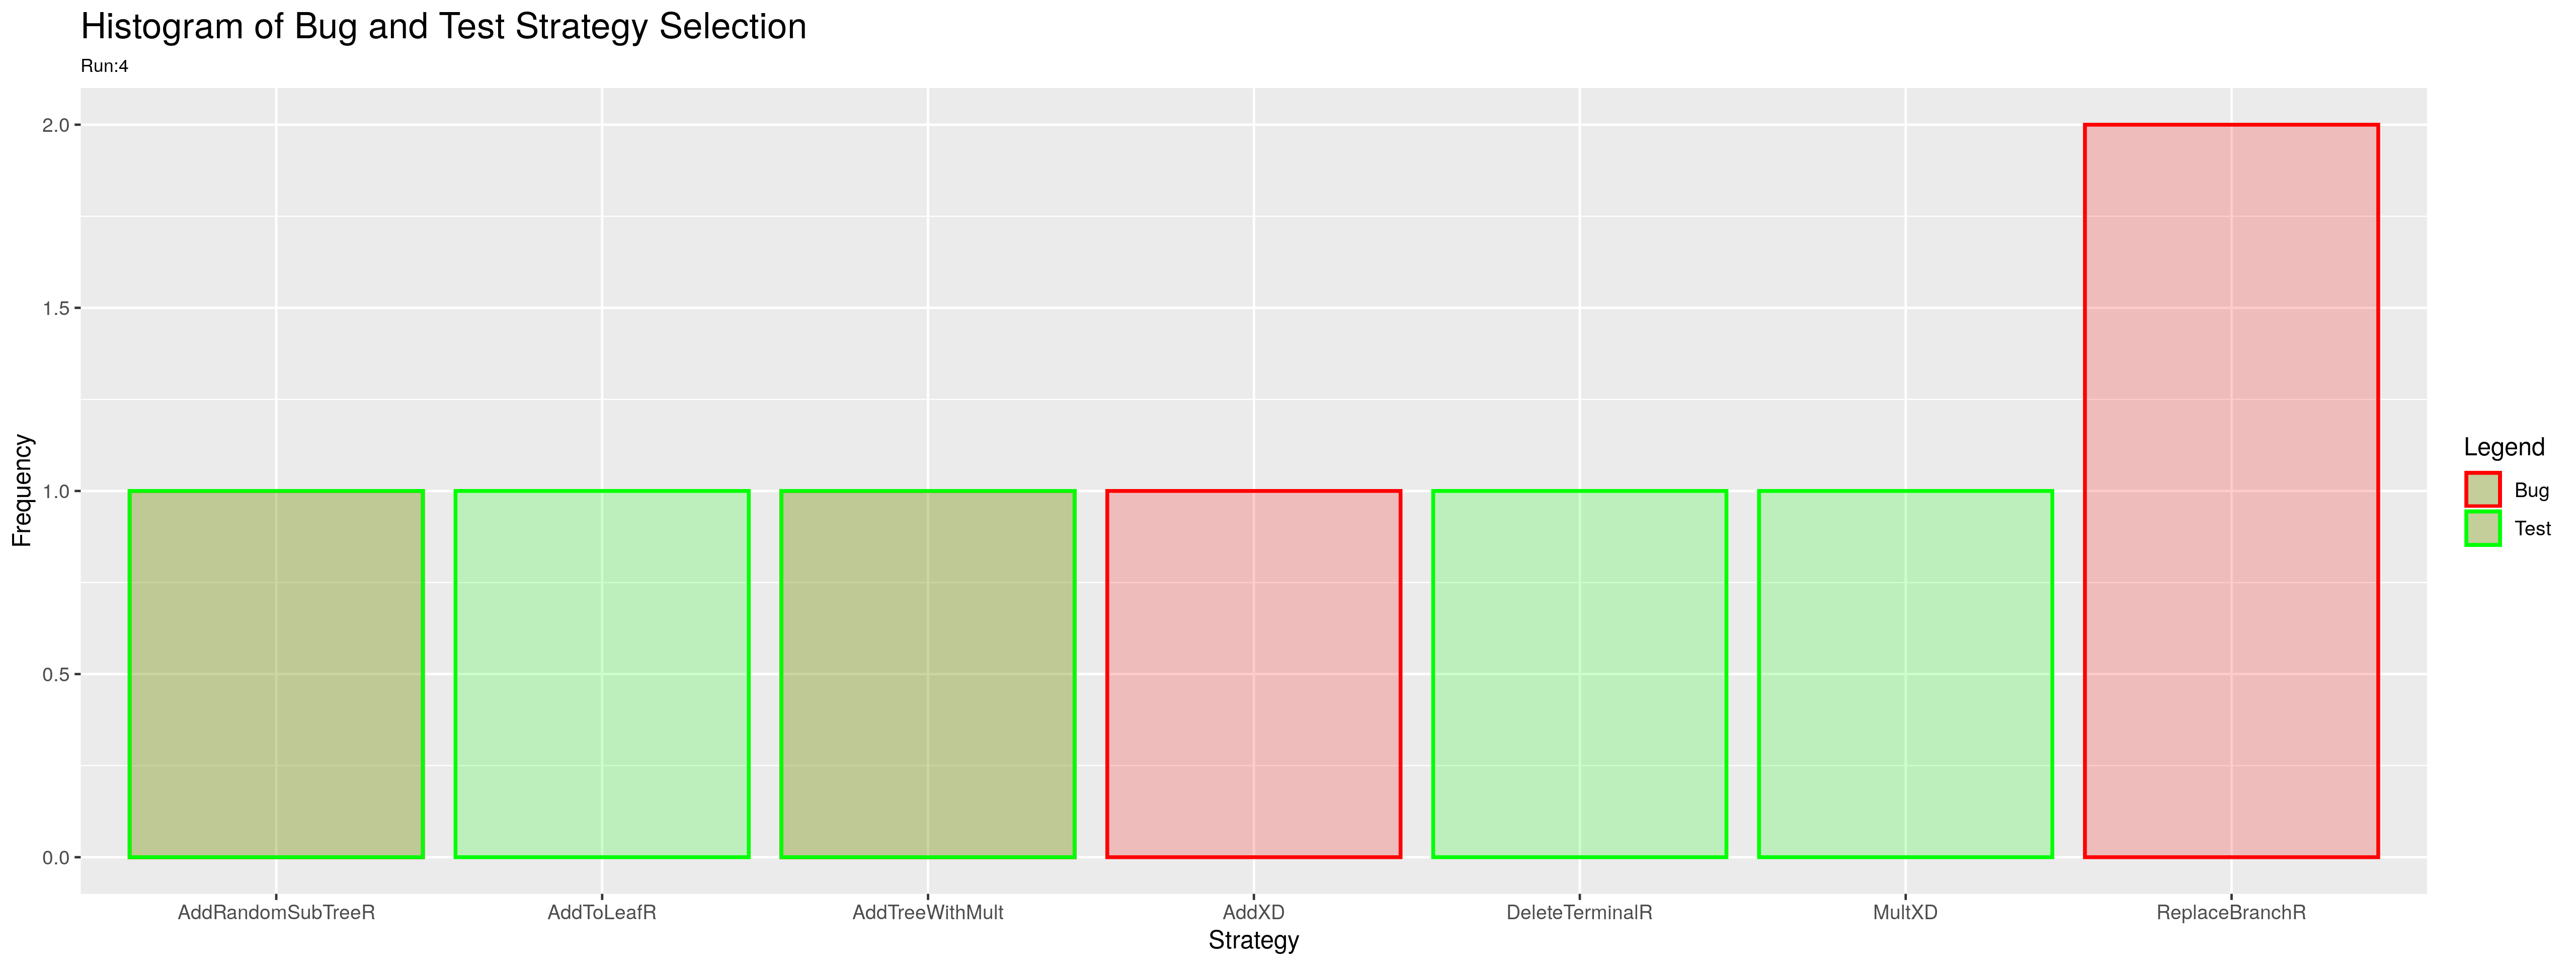 Histogram of Bug and Test Strategy Selection
Run:4
2.0
1.5
1.0
0.5
0.0
Frequency
AddRandomSubTreeR AddToLeafR AddTreeWithMult AddXD DeleteTerminalR MultXD ReplaceBranchR
Strategy
Legend
Bug
Test